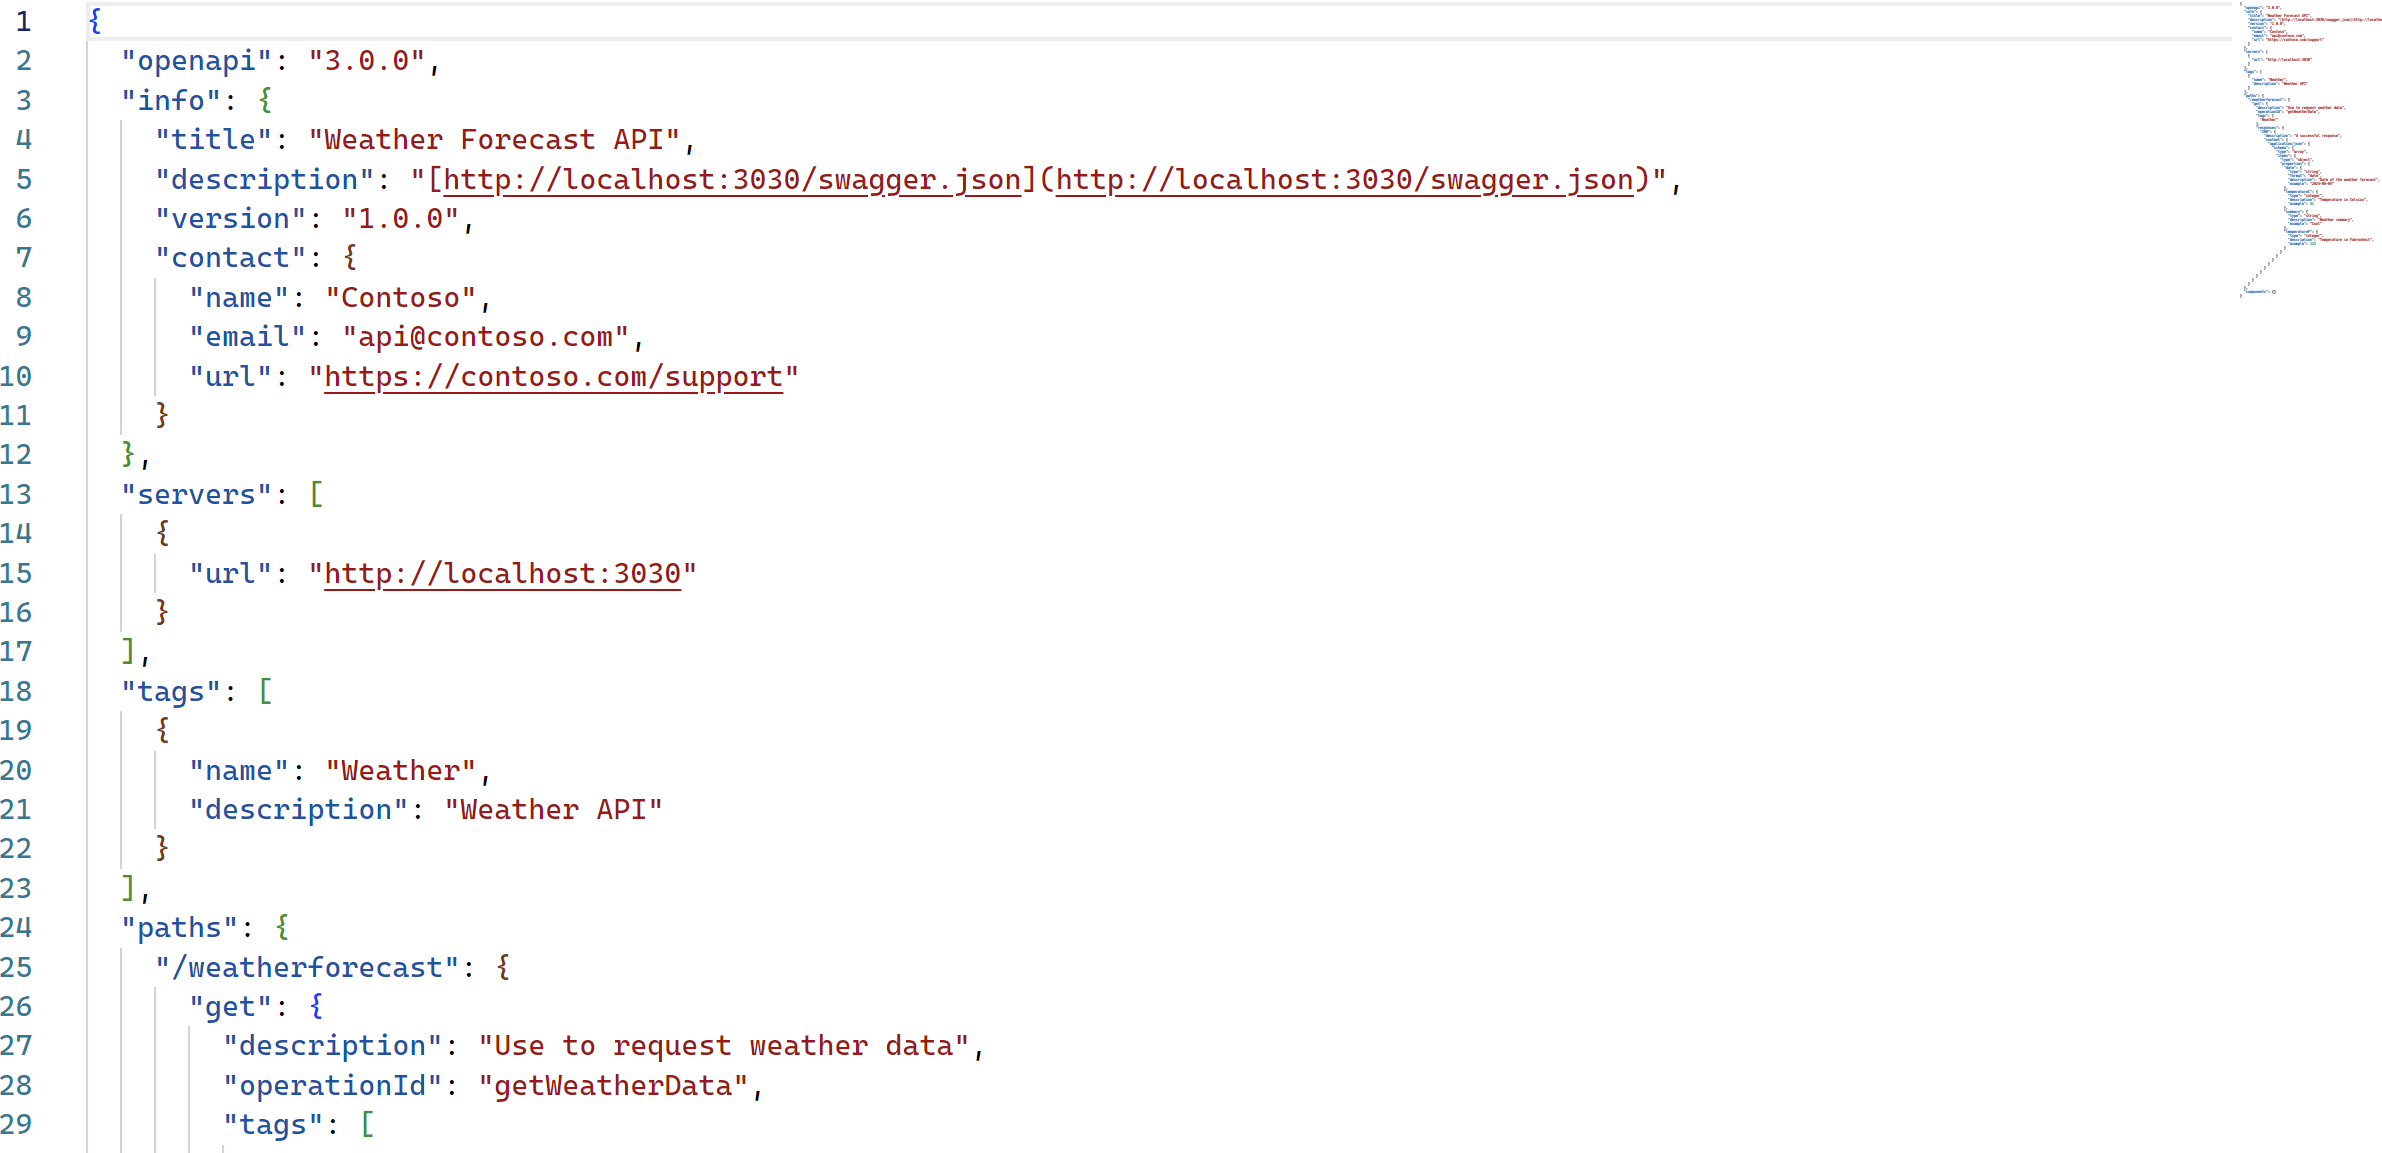 1 {
2 "openapi": "3.0.0",
3 "info": {
4 "title": "Weather Forecast API",
5 "description": "[http://localhost:3030/swagger.json](http://localhost:3030/swagger.json)",
6 "version": "1.0.0",
7 "contact": {
8 "name": "Contoso",
9 "email": "api@contoso.com",
10 "url": "https://contoso.com/support"
11 }
12 },
13 "servers": [
14 {
15 "url": "http://localhost:3030"
16 }
17 ],
18 "tags": [
19 {
20 "name": "Weather",
21 "description": "Weather API"
22 }
23 ],
24 "paths": {
25 "/weatherforecast": {
26 "get": {
27 "description": "Use to request weather data",
28 "operationId": "getWeatherData",
29 "tags": [